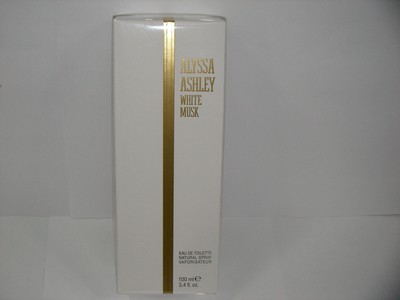 ALYSSA
ASHLEY
WHITE
MUSK
EAU DE TOILETTE
NATURAL SPRAY
VAPORISATEUR
100 ml ℮
3.4 fl. oz.